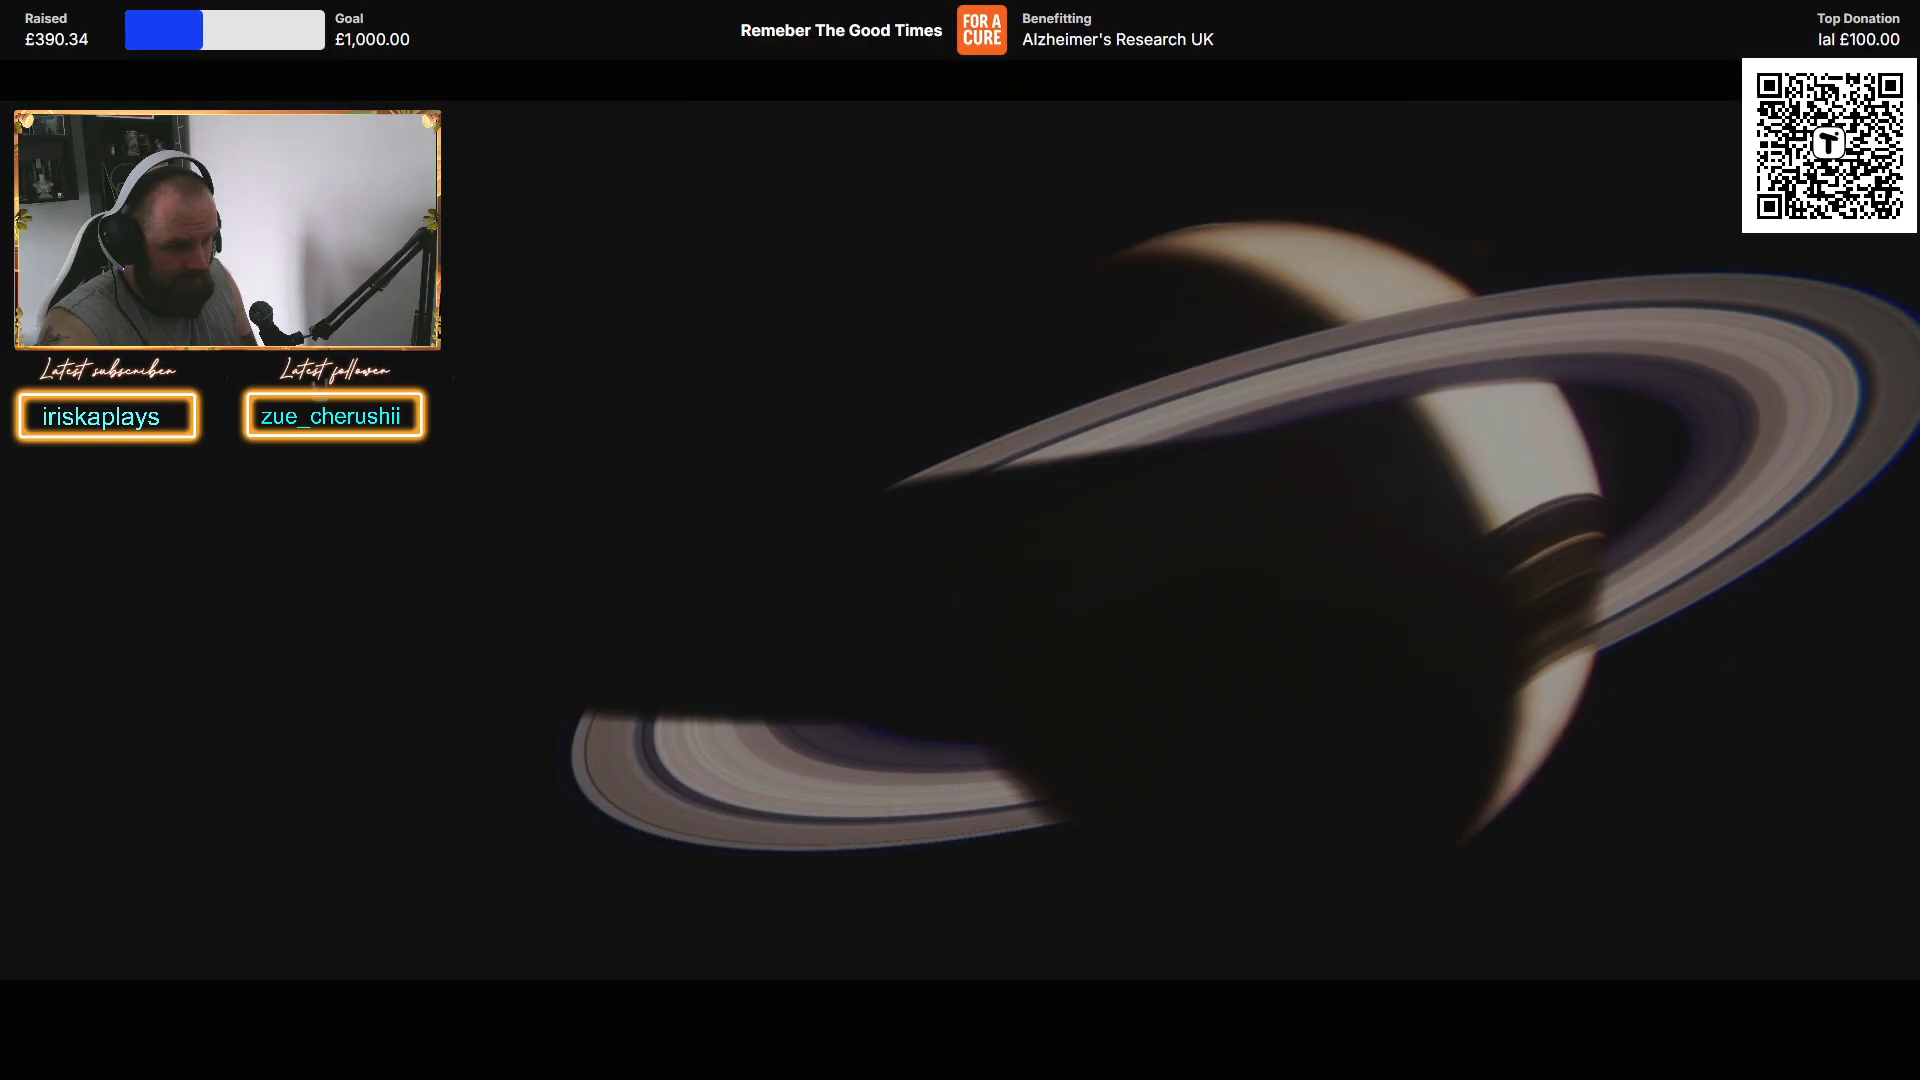 Raised
£390.34
Goal
£1,000.00
Remeber The Good Times
FOR A
CURE
Benefitting
Alzheimer's Research UK
Top Donation
lal £100.00
T
Latest subscriber
Latest follower
iriskaplays
zue_cherushii